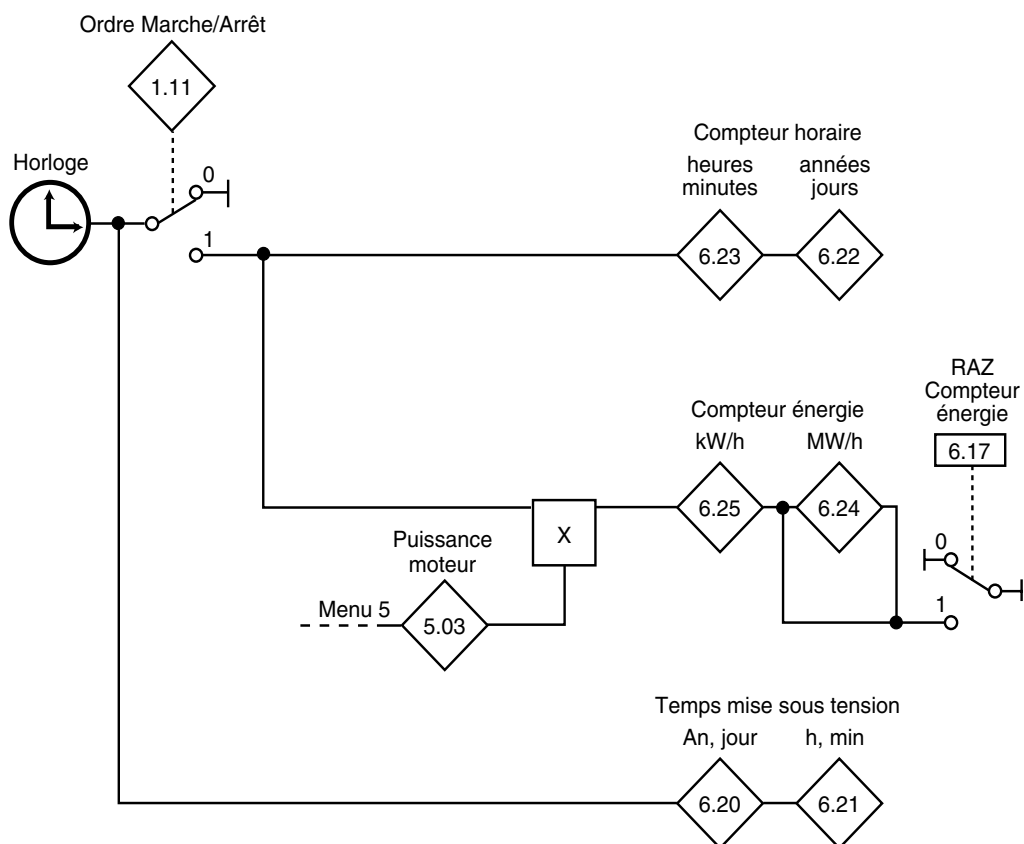 Ordre Marche/Arrêt
1.11
Horloge
0
1
Compteur horaire
heures
minutes
années
jours
6.23
6.22
RAZ
Compteur
énergie
6.17
Compteur énergie
kW/h
MW/h
6.25
6.24
X
0
1
Puissance
moteur
Menu 5
5.03
Temps mise sous tension
An, jour
h, min
6.20
6.21